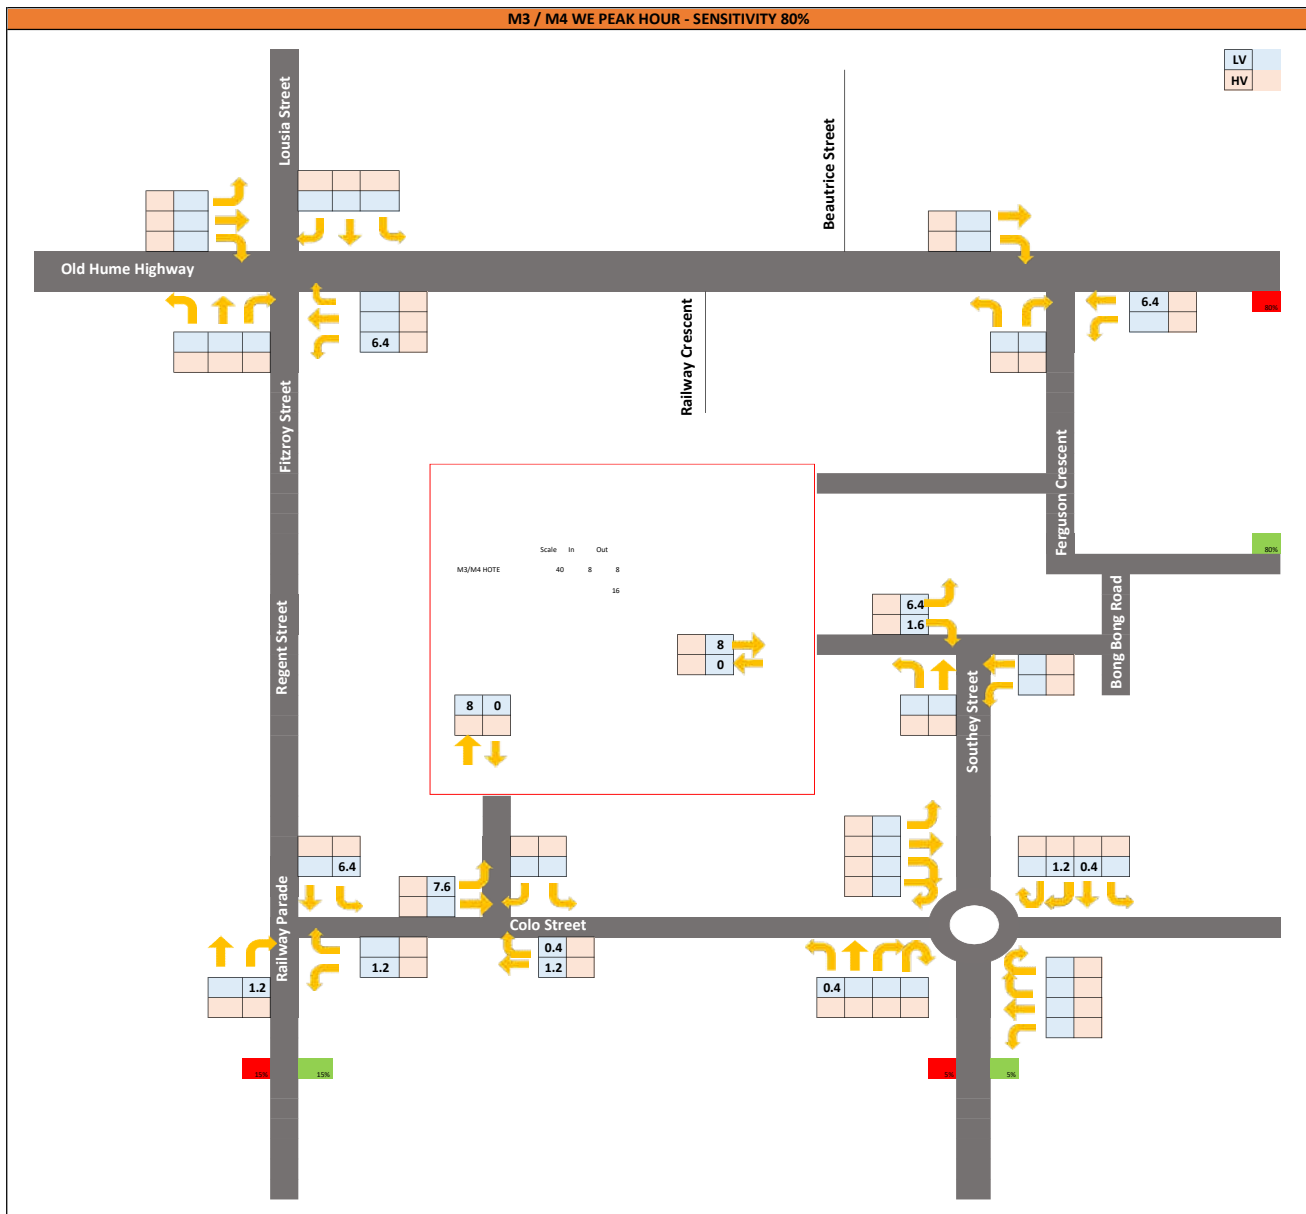 M3 / M4 WE PEAK HOUR - SENSITIVITY 80%
LV
HV
Lousia Street
Beautrice Street
Old Hume Highway
6.4
80%
6.4
Railway Crescent
Fitzroy Street
Ferguson Crescent
Scale In Out
M3/M4 HOTE 40 8 8
16
80%
Regent Street
Bong Bong Road
6.4
1.6
8
0
8 0
Southey Street
6.4
7.6
1.2 0.4
Railway Parade
Colo Street
1.2
0.4
1.2
1.2
0.4
15% 15%
5% 5%